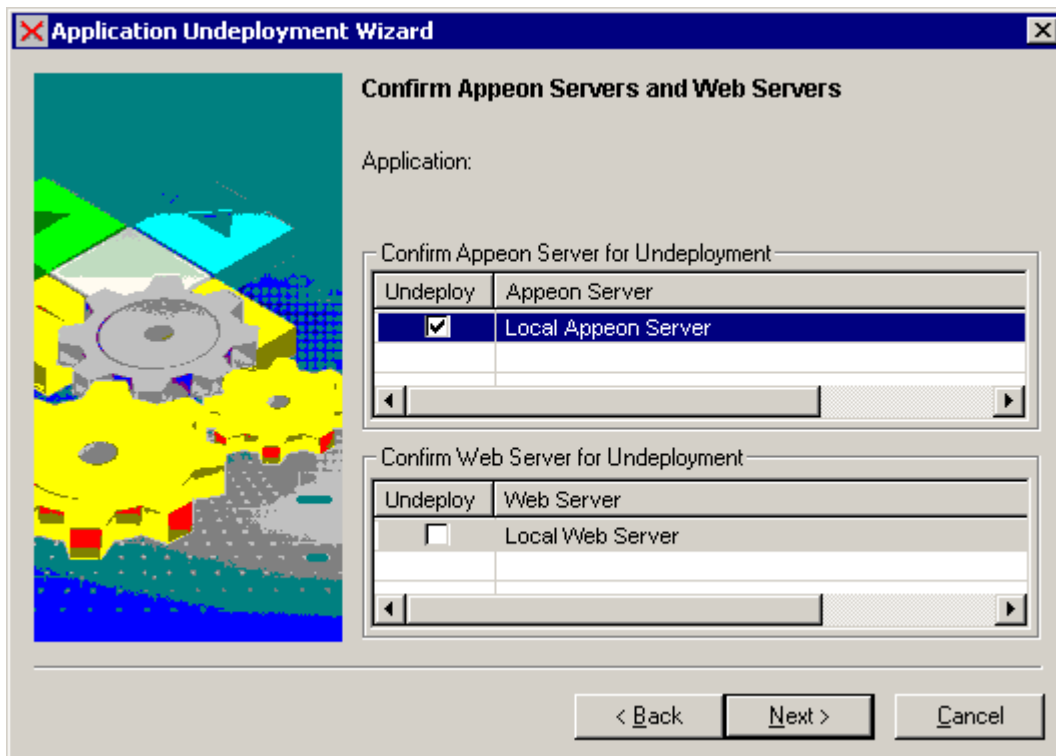 Application Undeployment Wizard
Confirm Appeon Servers and Web Servers
Application:
Confirm Appeon Server for Undeployment
Undeploy Appeon Server
Local Appeon Server
Confirm Web Server for Undeployment
Undeploy Web Server
Local Web Server
< Back Next > Cancel